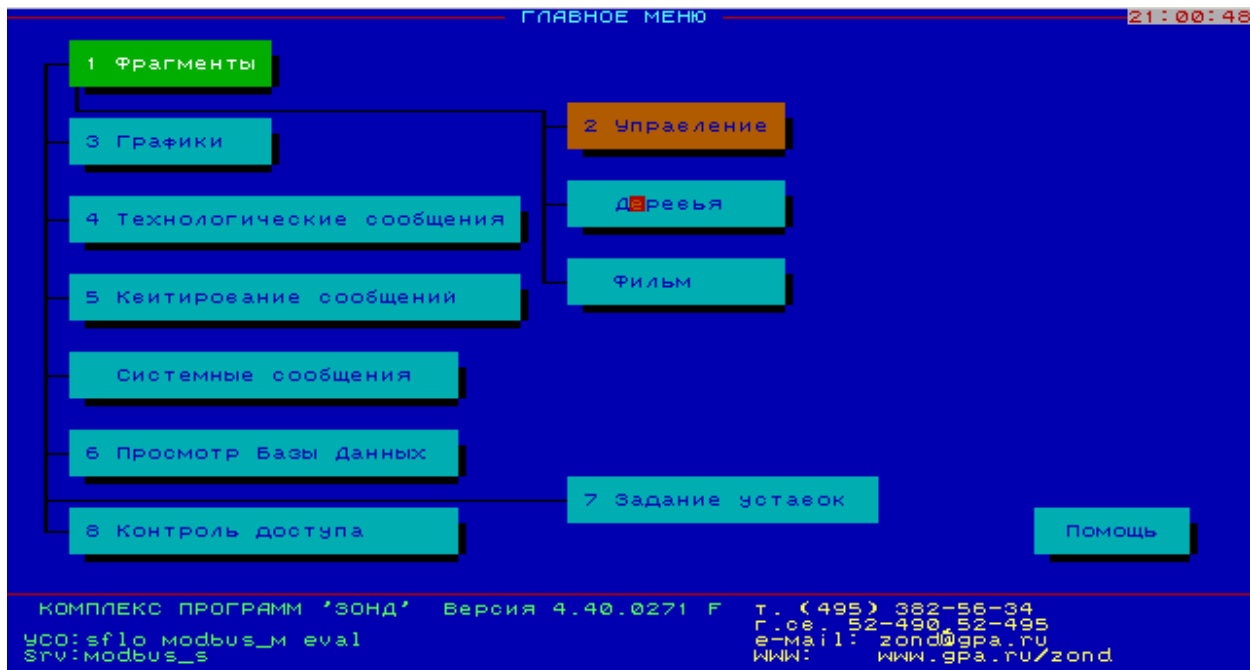 ГЛАВНОЕ МЕНЮ 21:00:48
1 Фрагменты
2 Управление
3 Графики
Деревья
4 Технологические сообщения
Фильм
5 Квитирование сообщений
Системные сообщения
6 Просмотр Базы Данных
7 Задание уставок
8 Контроль доступа
Помощь
КОМПЛЕКС ПРОГРАММ 'ЗОНД' Версия 4.40.0271 F
т. (495) 382-56-34
г.св. 52-490,52-495
УСО:sflo modbus_m eval
e-mail: zond@gpa.ru
Srv:modbus_s
WWW: www.gpa.ru/zond